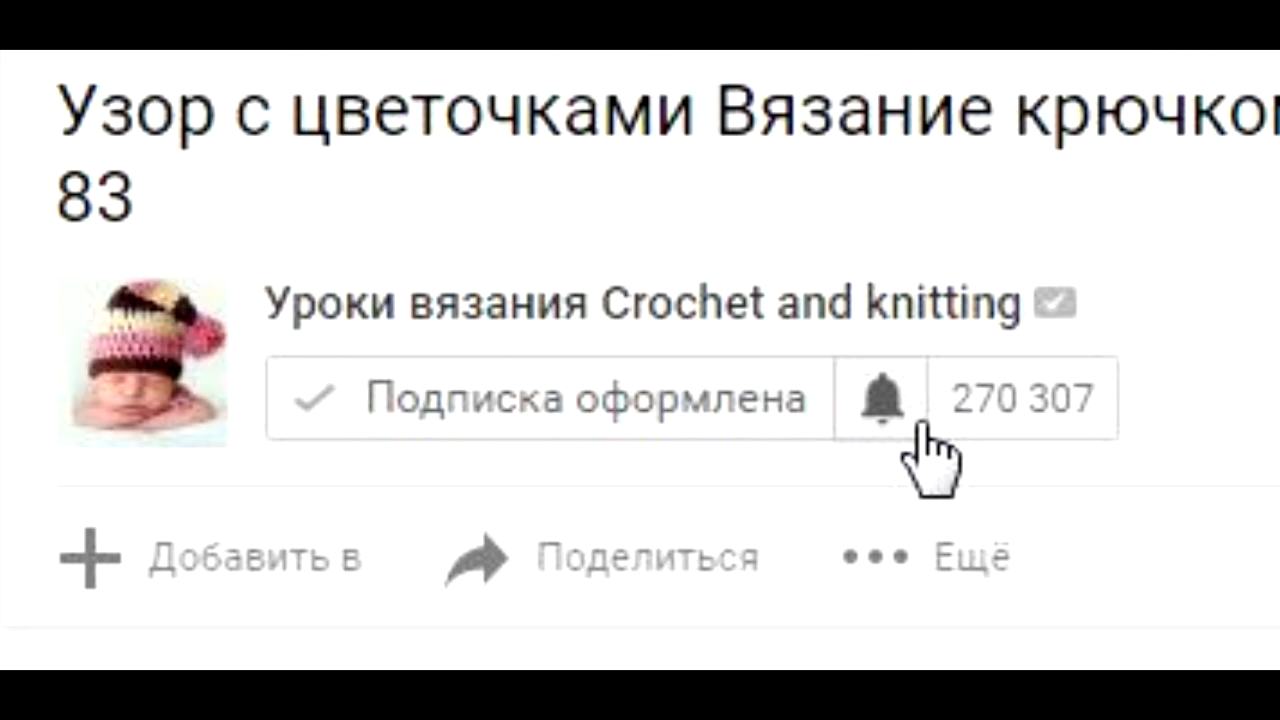 Узор с цветочками Вязание крючко
83
Уроки вязания Crochet and knitting
Подписка оформлена 270 307
Добавить в Поделиться Ещё